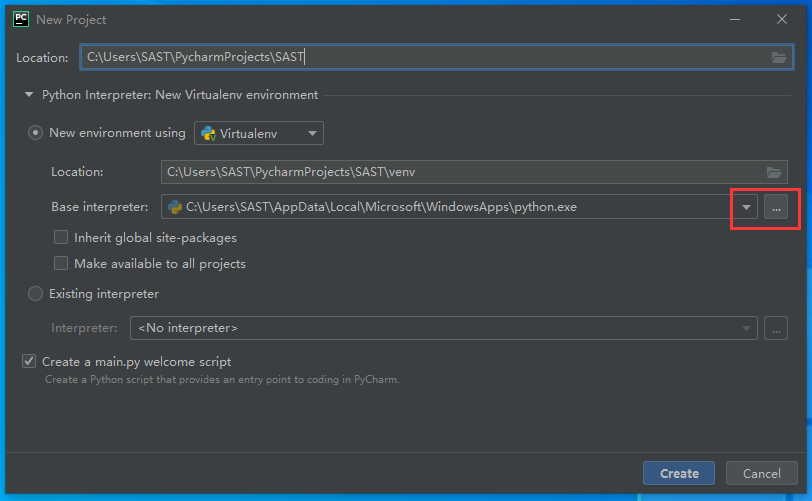 PC New Project
Location: C:\Users\SAST\PycharmProjects\SAST
Python Interpreter: New Virtualenv environment
New environment using Virtualenv
Location: C:\Users\SAST\PycharmProjects\SAST\venv
Base interpreter: C:\Users\SAST\AppData\Local\Microsoft\WindowsApps\python.exe ...
Inherit global site-packages
Make available to all projects
Existing interpreter
Interpreter: <No interpreter> ...
Create a main.py welcome script
Create a Python script that provides an entry point to coding in PyCharm.
Create Cancel